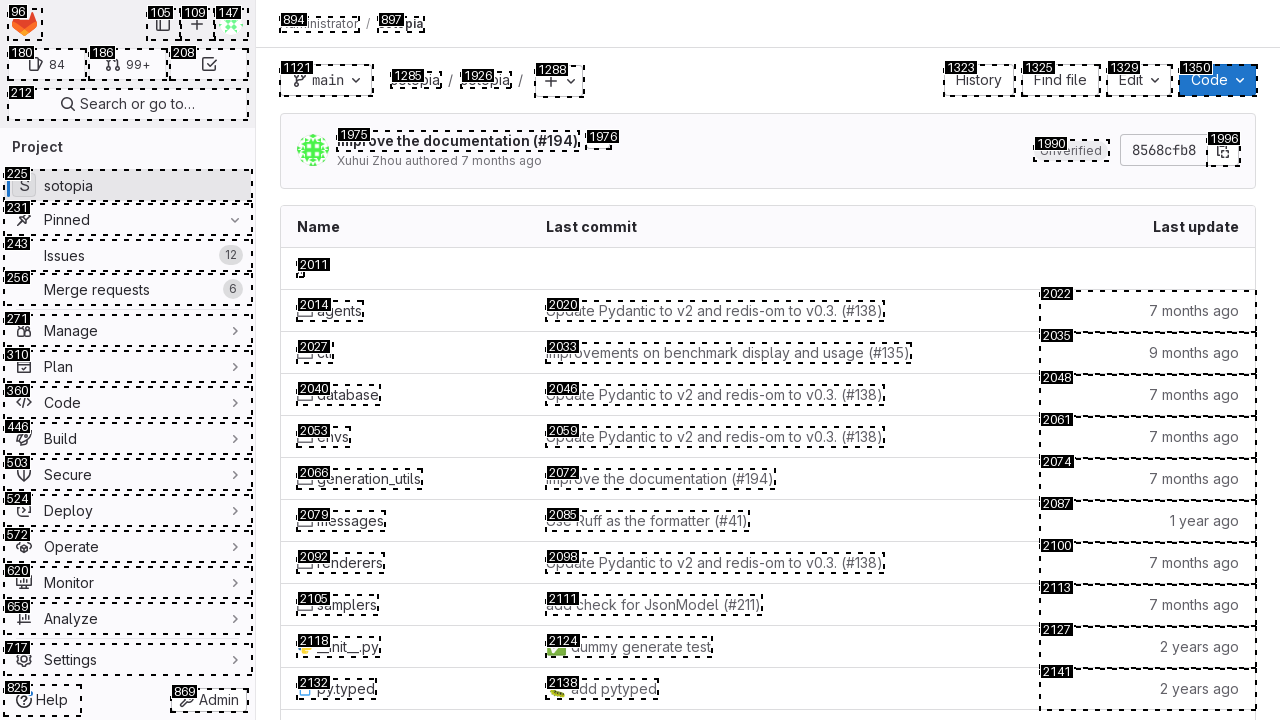 96
105
109
147
894
administrator / 897
180
84
186
99+
208
212
Search or go to…
1121
main
1285
/ 1926
sotopia /
1288
1323
History
1325
Find file
1329
Edit
1350
Code
Project
225
S sotopia
231
Pinned
243
Issues 12
256
Merge requests 6
271
Manage
310
Plan
360
Code
446
Build
503
Secure
524
Deploy
572
Operate
620
Monitor
659
Analyze
717
Settings
825
Help
869
Admin
1975
Improve the documentation (#194)
1976
Xuhui Zhou authored 7 months ago
1990
Unverified
8568cfb8
1996
Name Last commit Last update
2011
2014 2020 2022
agents Update Pydantic to v2 and redis-om to v0.3. (#138) 7 months ago
2027 2033 2035
cli Improvements on benchmark display and usage (#135) 9 months ago
2040 2046 2048
database Update Pydantic to v2 and redis-om to v0.3. (#138) 7 months ago
2053 2059 2061
envs Update Pydantic to v2 and redis-om to v0.3. (#138) 7 months ago
2066 2072 2074
generation_utils Improve the documentation (#194) 7 months ago
2079 2085 2087
messages Use Ruff as the formatter (#41) 1 year ago
2092 2098 2100
renderers Update Pydantic to v2 and redis-om to v0.3. (#138) 7 months ago
2105 2111 2113
samplers add check for JsonModel (#211) 7 months ago
2118 2124 2127
__init__.py dummy generate test 2 years ago
2132 2138 2141
py.typed add pytyped 2 years ago